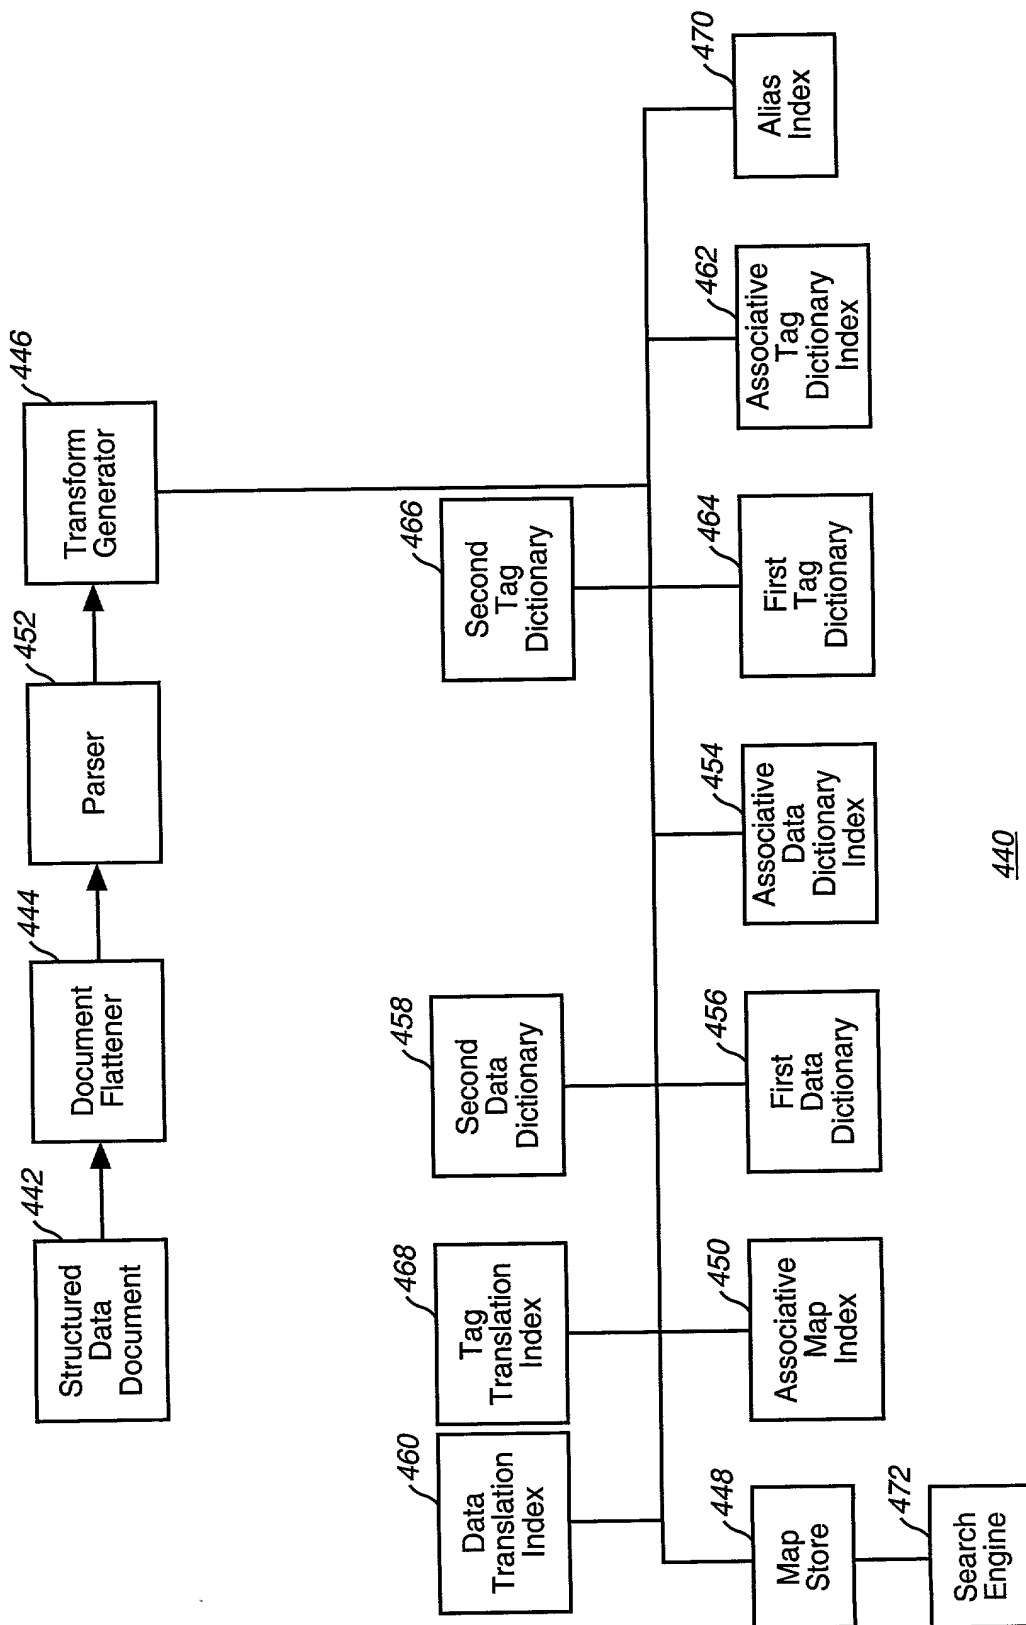 442
Structured
Data
Document
444
Document
Flattener
452
Parser
446
Transform
Generator
460
Data
Translation
Index
468
Tag
Translation
Index
458
Second
Data
Dictionary
466
Second
Tag
Dictionary
448
Map
Store
450
Associative
Map
Index
456
First
Data
Dictionary
454
Associative
Data
Dictionary
Index
464
First
Tag
Dictionary
462
Associative
Tag
Dictionary
Index
470
Alias
Index
472
Search
Engine
440